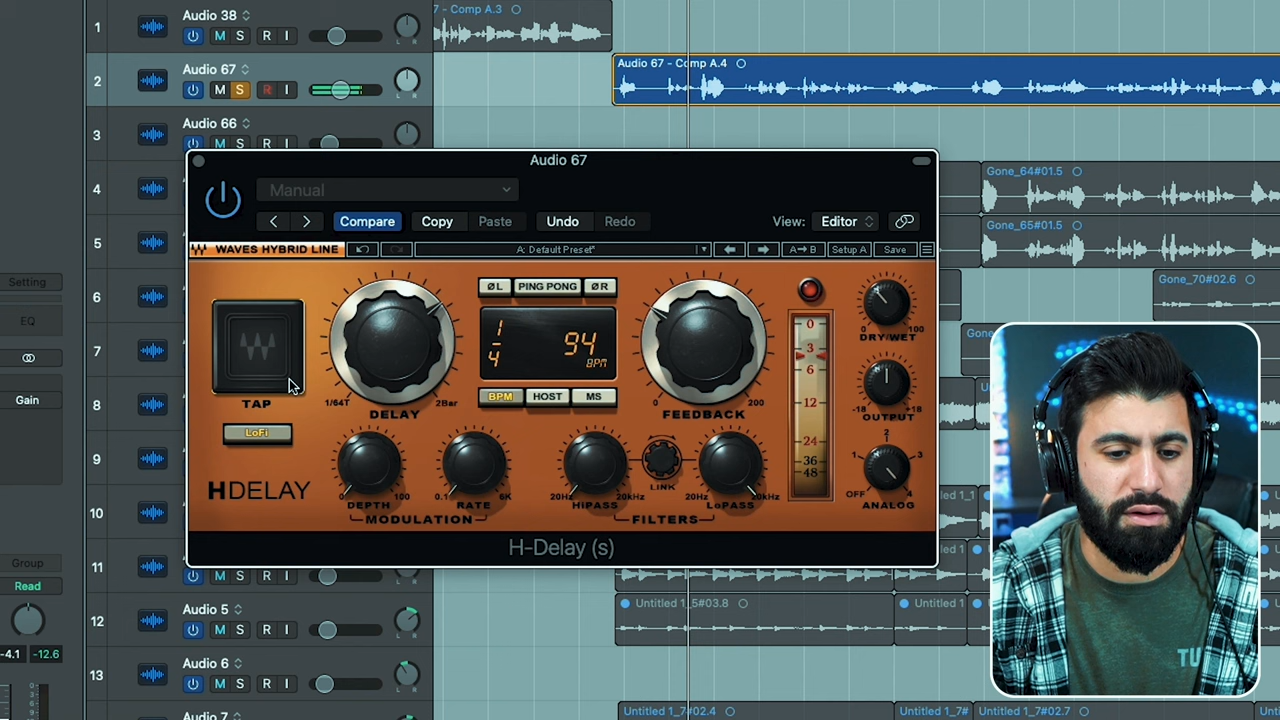 Audio 38
7 - Comp A.3
1
M S R I
L R
Audio 67
Audio 67 - Comp A.4
2
M S R I
L R
Audio 66
3
M S R I
Audio 67
4
Gone_64#01.5
Manual
Compare
Copy
Paste
Undo
Redo
View:
Editor
5
Gone_65#01.5
WAVES HYBRID LINE
A: Default Preset*
A→B
Setup A
Save
Setting
6
Gone_70#02.6
ØL
PING PONG
ØR
EQ
1
4
94
BPM
0
3
6
12
24
36
48
0
100
DRY/WET
7
Gone
TAP
1/64T
2Bar
DELAY
BPM
HOST
MS
0
200
FEEDBACK
-18
+18
OUTPUT
Gain
8
LoFi
9
LINK
1
2
3
4
OFF
ANALOG
HDELAY
0
100
DEPTH
0.1
6K
RATE
MODULATION
20Hz
20kHz
HIPASS
20Hz
LoPASS
FILTERS
10
H-Delay (s)
11
M S R I
Group
Read
Audio 5
12
M S R I
L R
Untitled 1_5#03.8
Untitled 1
-4.1
-12.6
Audio 6
13
M S R I
L R
TU
Audio 7
Untitled 1_7#02.4
Untitled 1_7#
Untitled 1_7#02.7